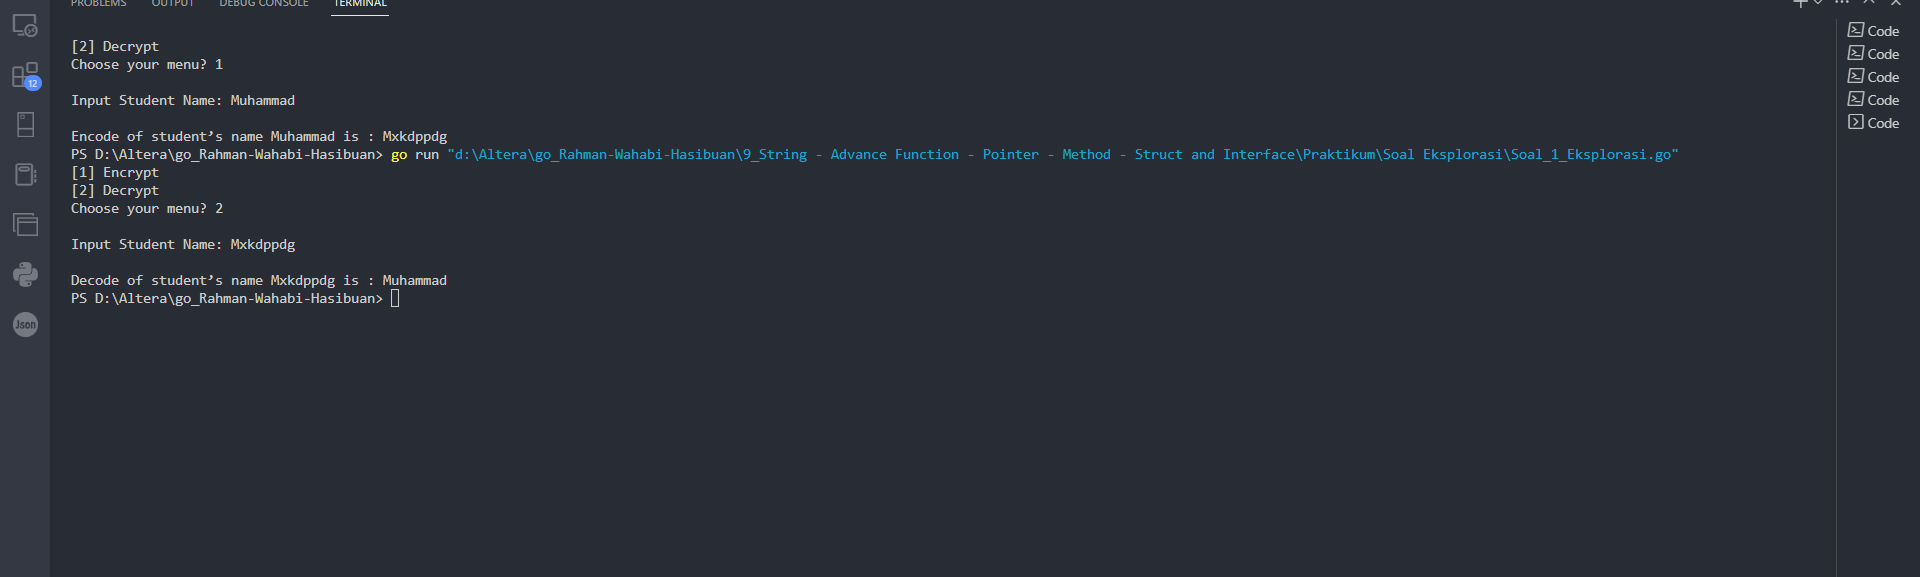 PROBLEMS OUTPUT DEBUG CONSOLE TERMINAL
[2] Decrypt
Choose your menu? 1
Input Student Name: Muhammad
Encode of student’s name Muhammad is : Mxkdppdg
PS D:\Altera\go_Rahman-Wahabi-Hasibuan> go run "d:\Altera\go_Rahman-Wahabi-Hasibuan\9_String - Advance Function - Pointer - Method - Struct and Interface\Praktikum\Soal Eksplorasi\Soal_1_Eksplorasi.go"
[1] Encrypt
[2] Decrypt
Choose your menu? 2
Input Student Name: Mxkdppdg
Decode of student’s name Mxkdppdg is : Muhammad
PS D:\Altera\go_Rahman-Wahabi-Hasibuan>
Code
Code
Code
Code
Code
12
Json